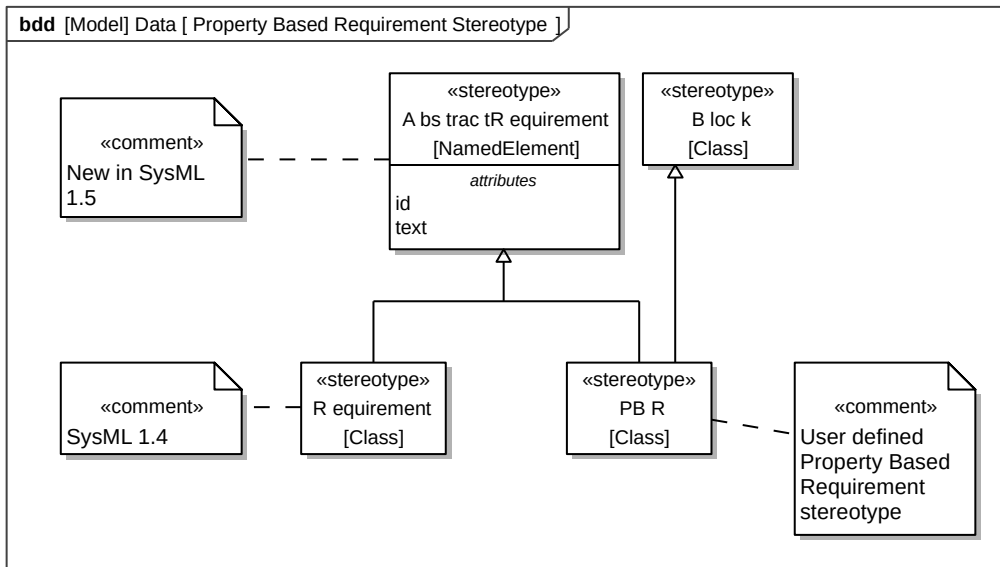 bdd [Model] Data [ Property Based Requirement Stereotype ]
«stereotype»
A bs trac tR equirement
[NamedElement]
attributes
id
text
«stereotype»
B loc k
[Class]
«comment»
New in SysML
1.5
«comment»
SysML 1.4
«stereotype»
R equirement
[Class]
«stereotype»
PB R
[Class]
«comment»
User defined
Property Based
Requirement
stereotype